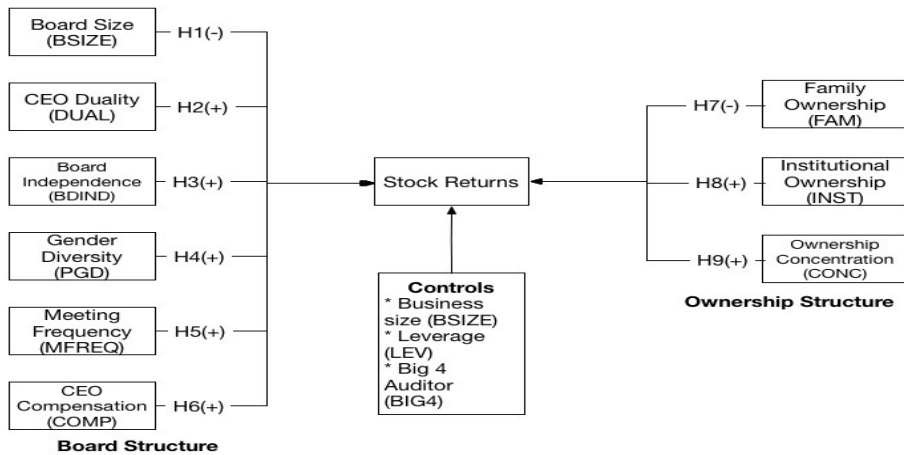 Board Size
(BSIZE)
H1(-)
CEO Duality
(DUAL)
H2(+)
Board
Independence
(BDIND)
H3(+)
Gender
Diversity
(PGD)
H4(+)
Meeting
Frequency
(MFREQ)
H5(+)
CEO
Compensation
(COMP)
H6(+)
Board Structure
Stock Returns
Controls
* Business
size (BSIZE)
* Leverage
(LEV)
* Big 4
Auditor
(BIG4)
H7(-)
Family
Ownership
(FAM)
H8(+)
Institutional
Ownership
(INST)
H9(+)
Ownership
Concentration
(CONC)
Ownership Structure